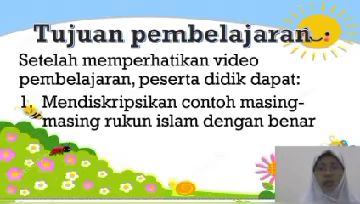 Tujuan pembelajaran :
Setelah memperhatikan video
pembelajaran, peserta didik dapat:
1. Mendiskripsikan contoh masing-
masing rukun islam dengan benar